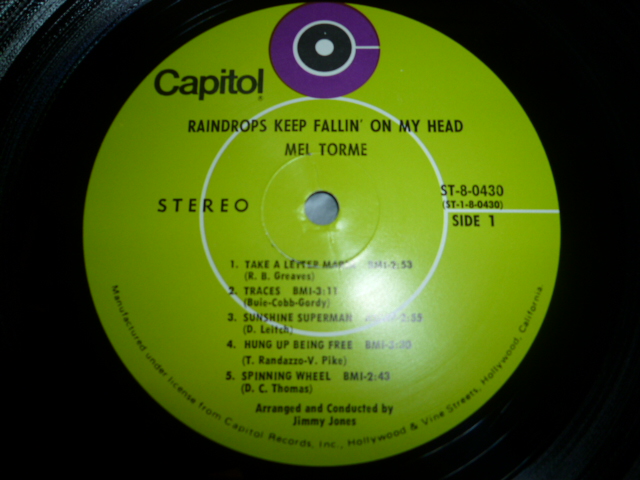 Capitol
RAINDROPS KEEP FALLIN' ON MY HEAD
MEL TORME
STEREO
ST-8-0430
(ST-1-8-0430)
SIDE 1
1. TAKE A LETTER MARIA BMI-2:53
(R. B. Greaves)
2. TRACES BMI-3:11
(Buie-Cobb-Gordy)
3. SUNSHINE SUPERMAN
(D. Leitch)
4. HUNG UP BEING FREE
(T. Randazzo-V. Pike)
5. SPINNING WHEEL BMI-2:43
(D. C. Thomas)
Arranged and Conducted by
Jimmy Jones
Manufactured under license from Capitol Records, Inc., Hollywood & Vine Streets, Hollywood, California.